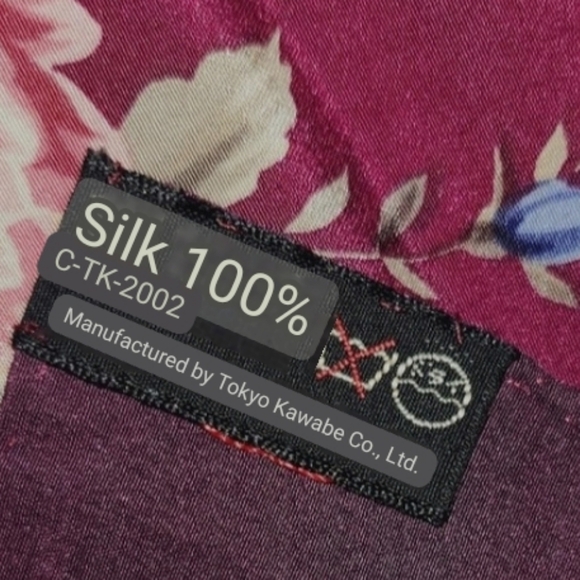 Silk 100%
C-TK-2002
Manufactured by Tokyo Kawabe Co., Ltd.